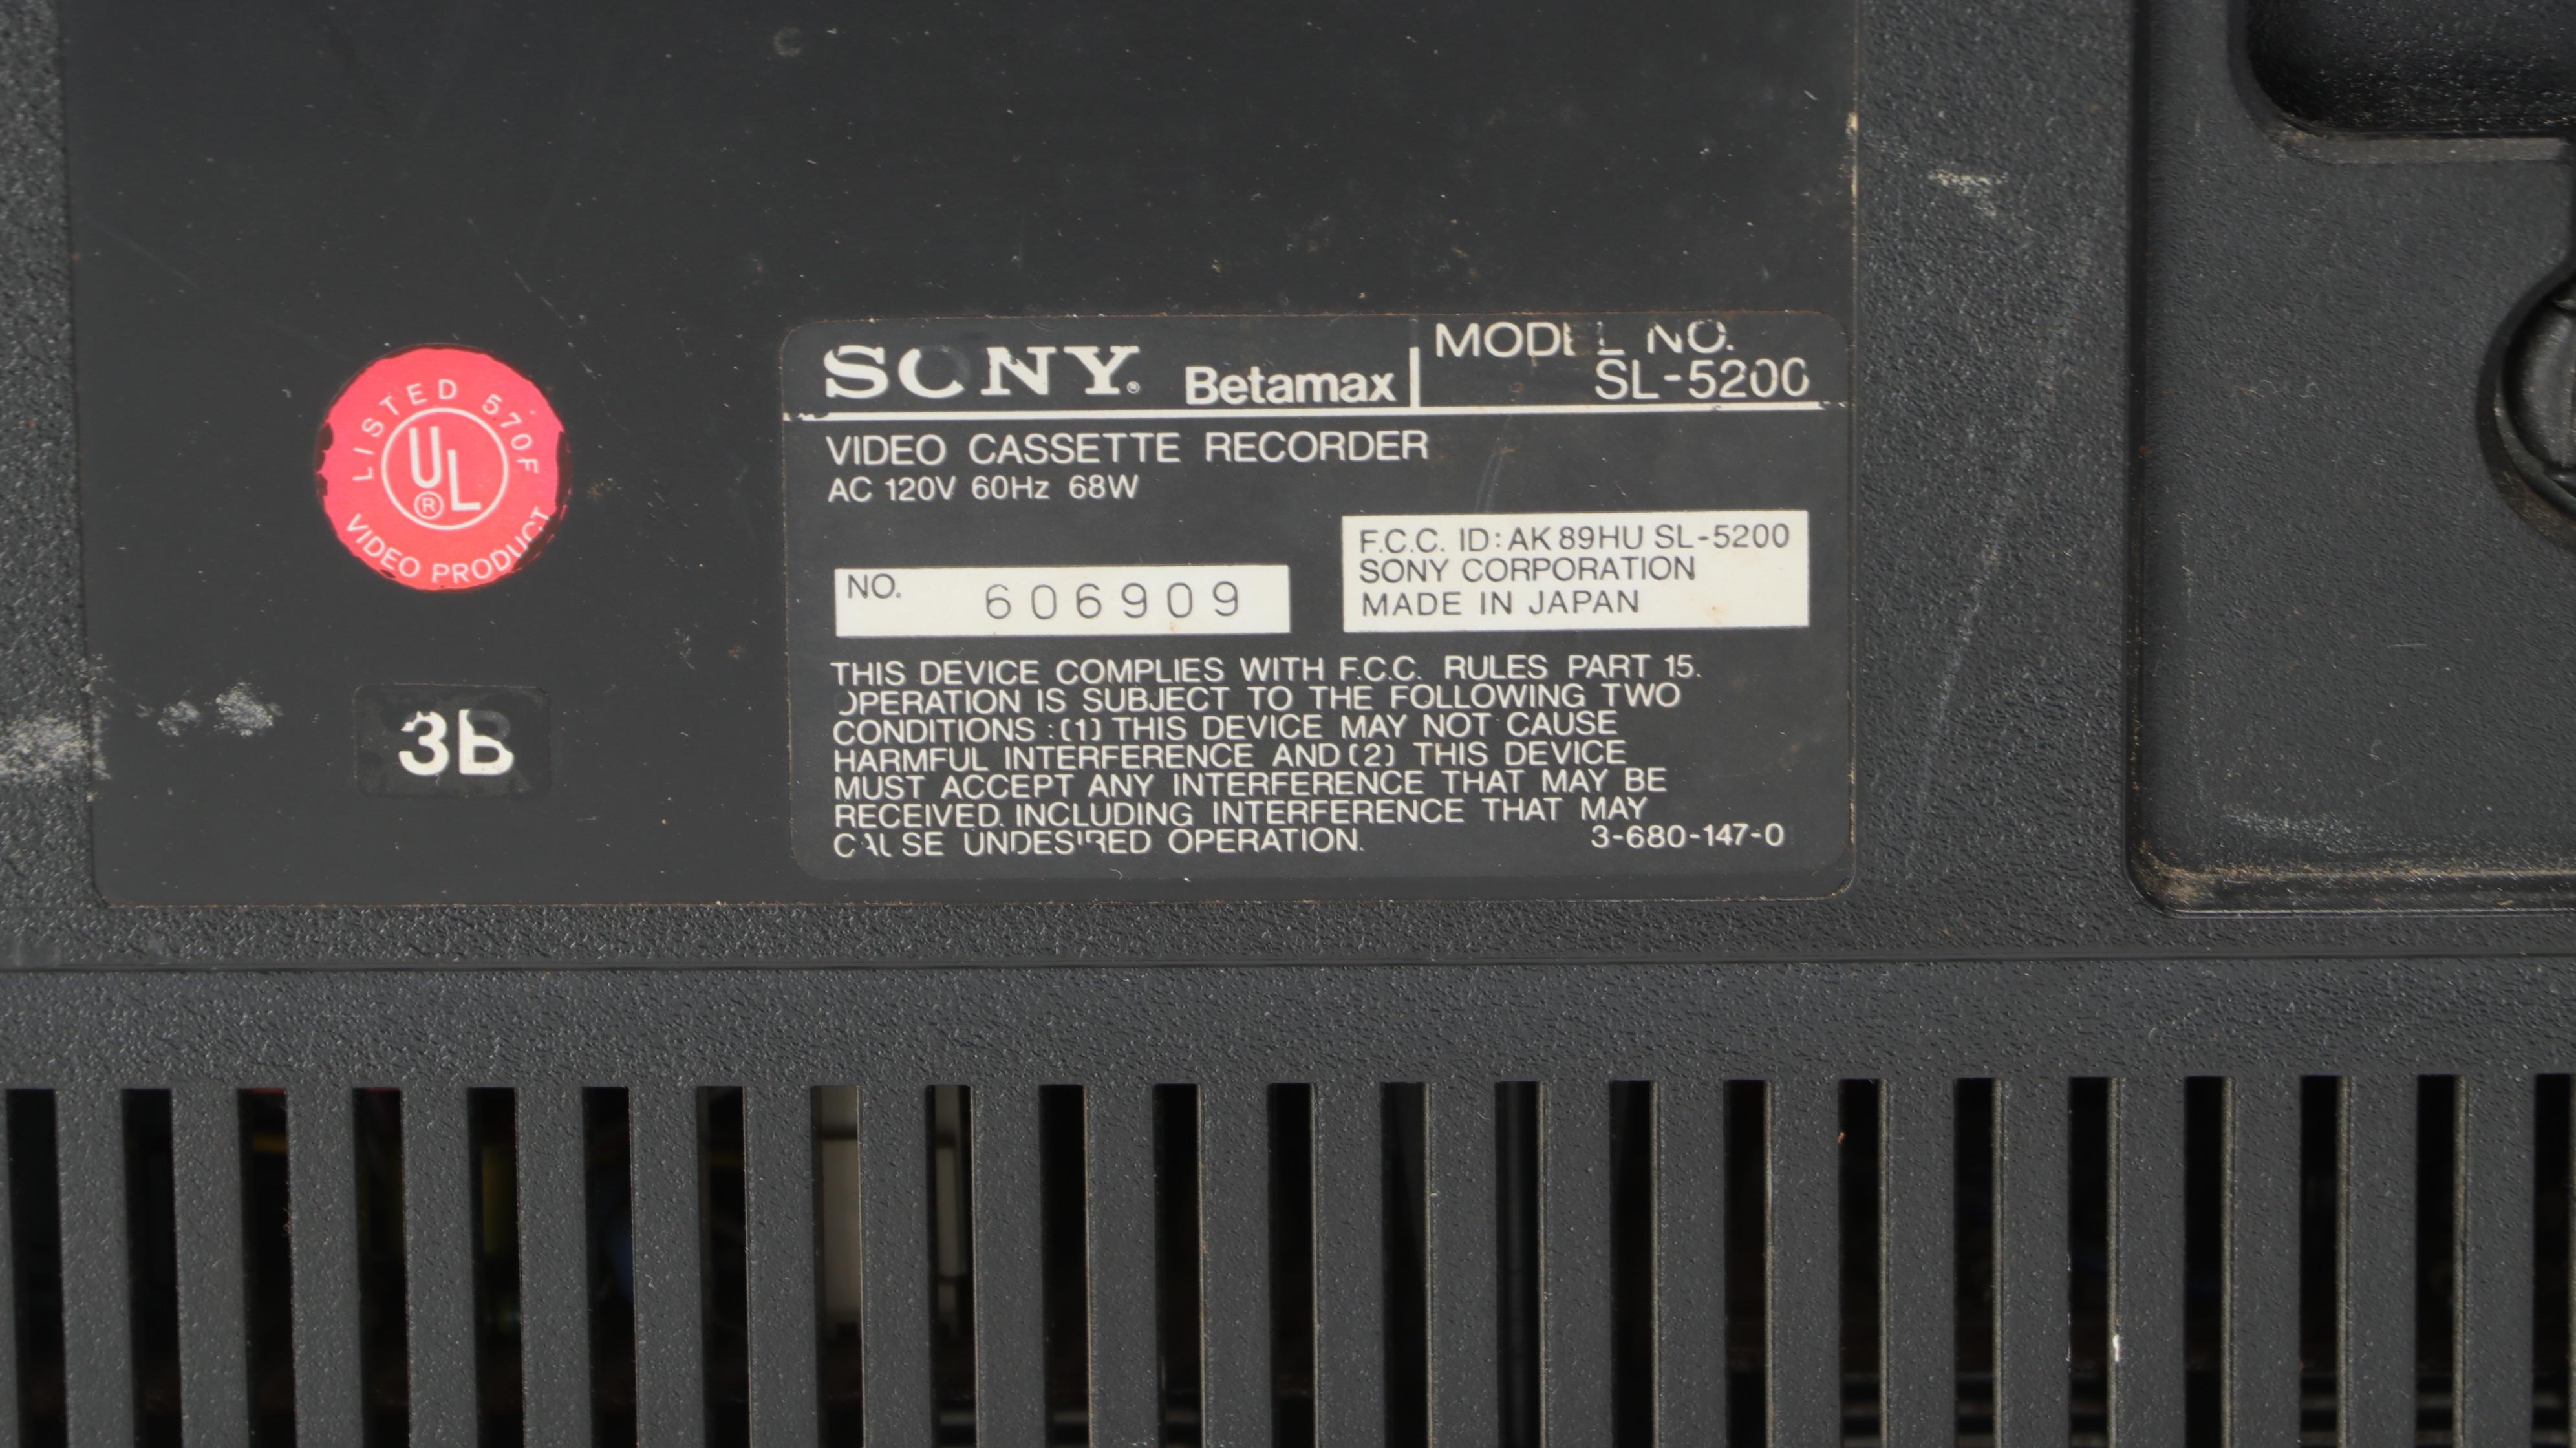 LISTED 570F
UL®
VIDEO PRODUCT
3B
SONY® Betamax
MODEL NO.
SL-5200
VIDEO CASSETTE RECORDER
AC 120V 60Hz 68W
NO. 606909
F.C.C. ID: AK89HU SL-5200
SONY CORPORATION
MADE IN JAPAN
THIS DEVICE COMPLIES WITH F.C.C. RULES PART 15.
OPERATION IS SUBJECT TO THE FOLLOWING TWO
CONDITIONS :(1) THIS DEVICE MAY NOT CAUSE
HARMFUL INTERFERENCE AND (2) THIS DEVICE
MUST ACCEPT ANY INTERFERENCE THAT MAY BE
RECEIVED. INCLUDING INTERFERENCE THAT MAY
CAUSE UNDESIRED OPERATION. 3-680-147-0